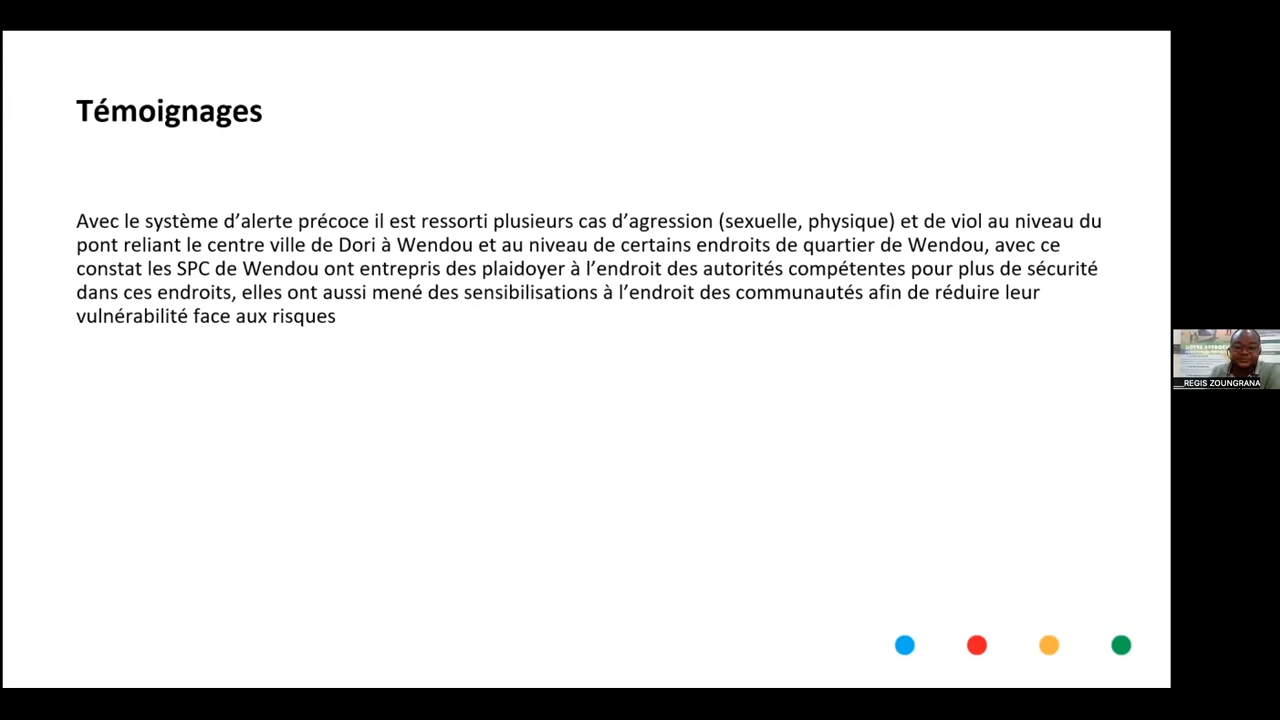 Témoignages
Avec le système d’alerte précoce il est ressorti plusieurs cas d’agression (sexuelle, physique) et de viol au niveau du
pont reliant le centre ville de Dori à Wendou et au niveau de certains endroits de quartier de Wendou, avec ce
constat les SPC de Wendou ont entrepris des plaidoyer à l’endroit des autorités compétentes pour plus de sécurité
dans ces endroits, elles ont aussi mené des sensibilisations à l’endroit des communautés afin de réduire leur
vulnérabilité face aux risques
REGIS ZOUNGRANA